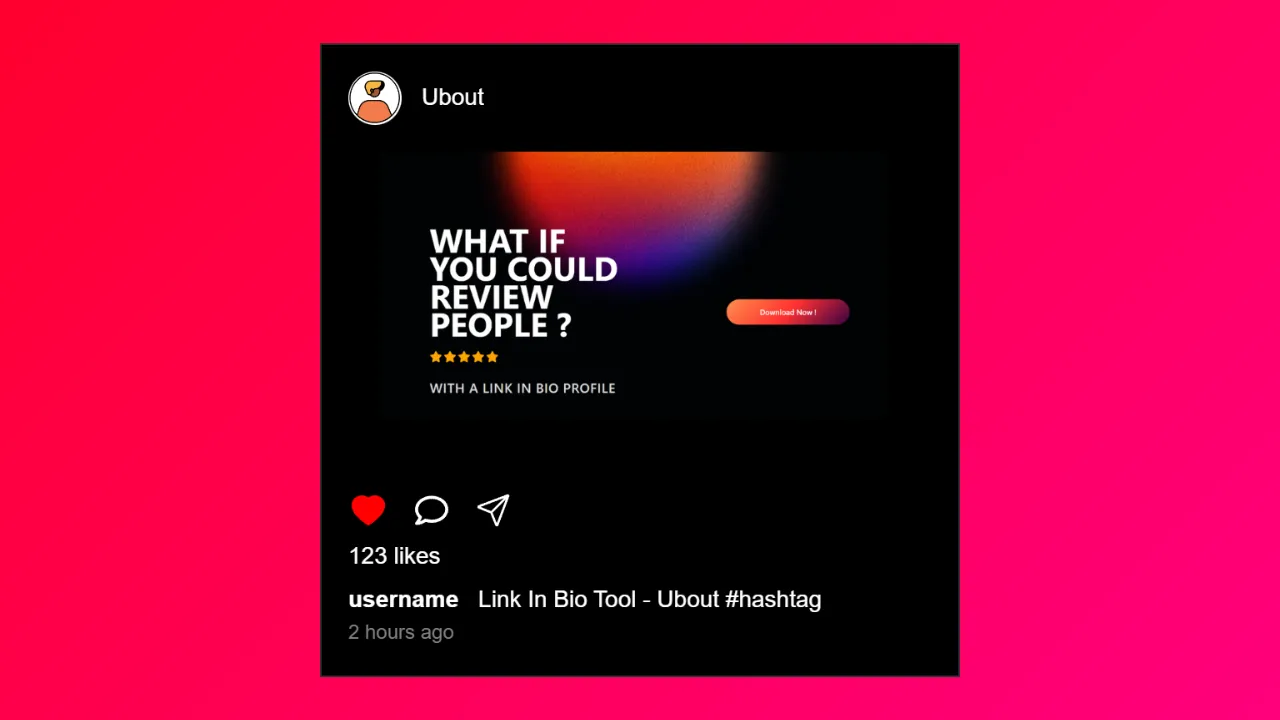 Ubout
WHAT IF
YOU COULD
REVIEW
PEOPLE ?
Download Now !
WITH A LINK IN BIO PROFILE
123 likes
username Link In Bio Tool - Ubout #hashtag
2 hours ago